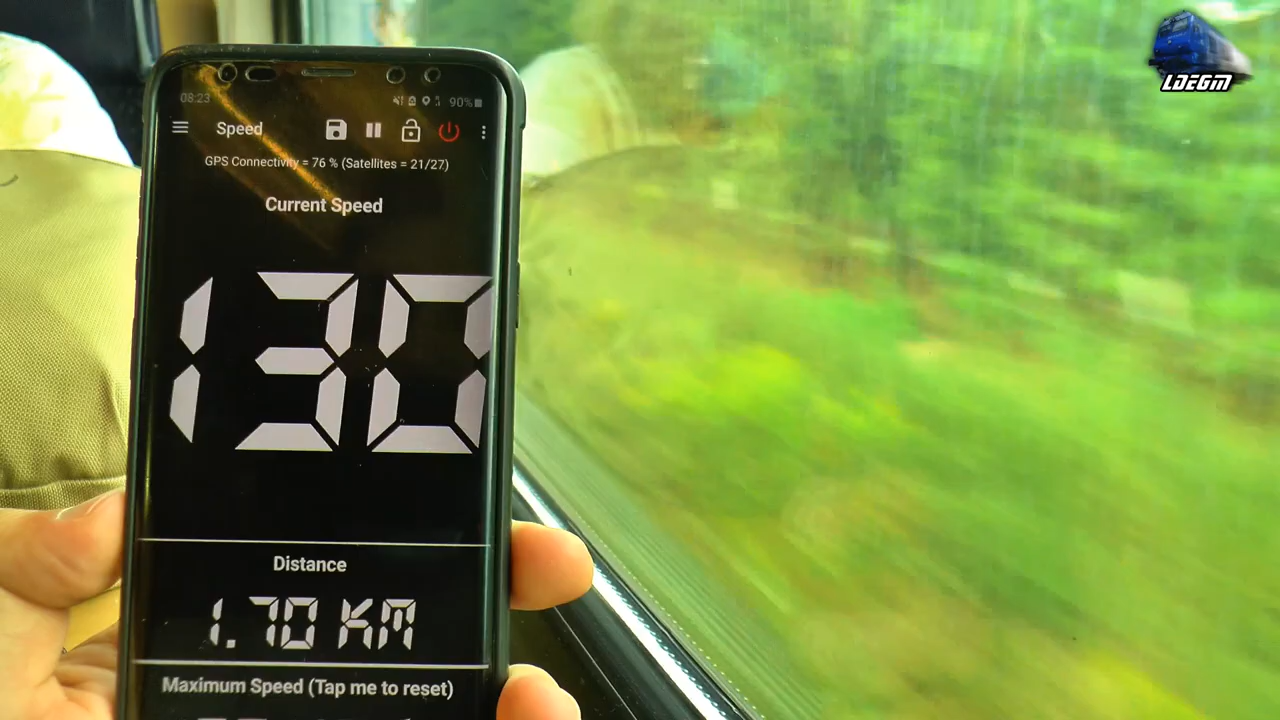 LDEGM
08:23
90%
Speed
GPS Connectivity = 76 % (Satellites = 21/27)
Current Speed
130
Distance
1.70 KM
Maximum Speed (Tap me to reset)